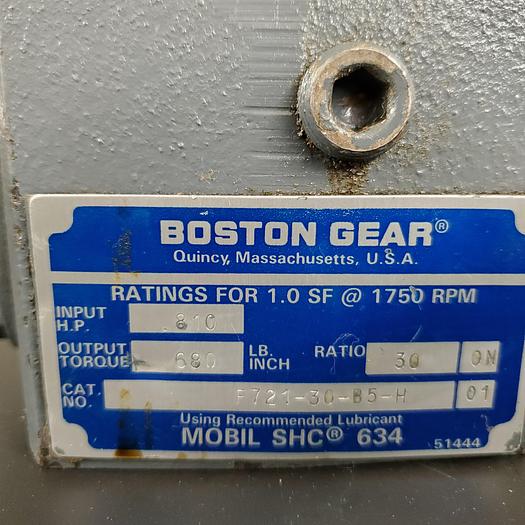 BOSTON GEAR®
Quincy, Massachusetts, U.S.A.
RATINGS FOR 1.0 SF @ 1750 RPM
INPUT H.P. .810
OUTPUT TORQUE 680 LB. INCH RATIO 30 ON
CAT. NO. F721-30-B5-H 01
Using Recommended Lubricant
MOBIL SHC® 634
51444